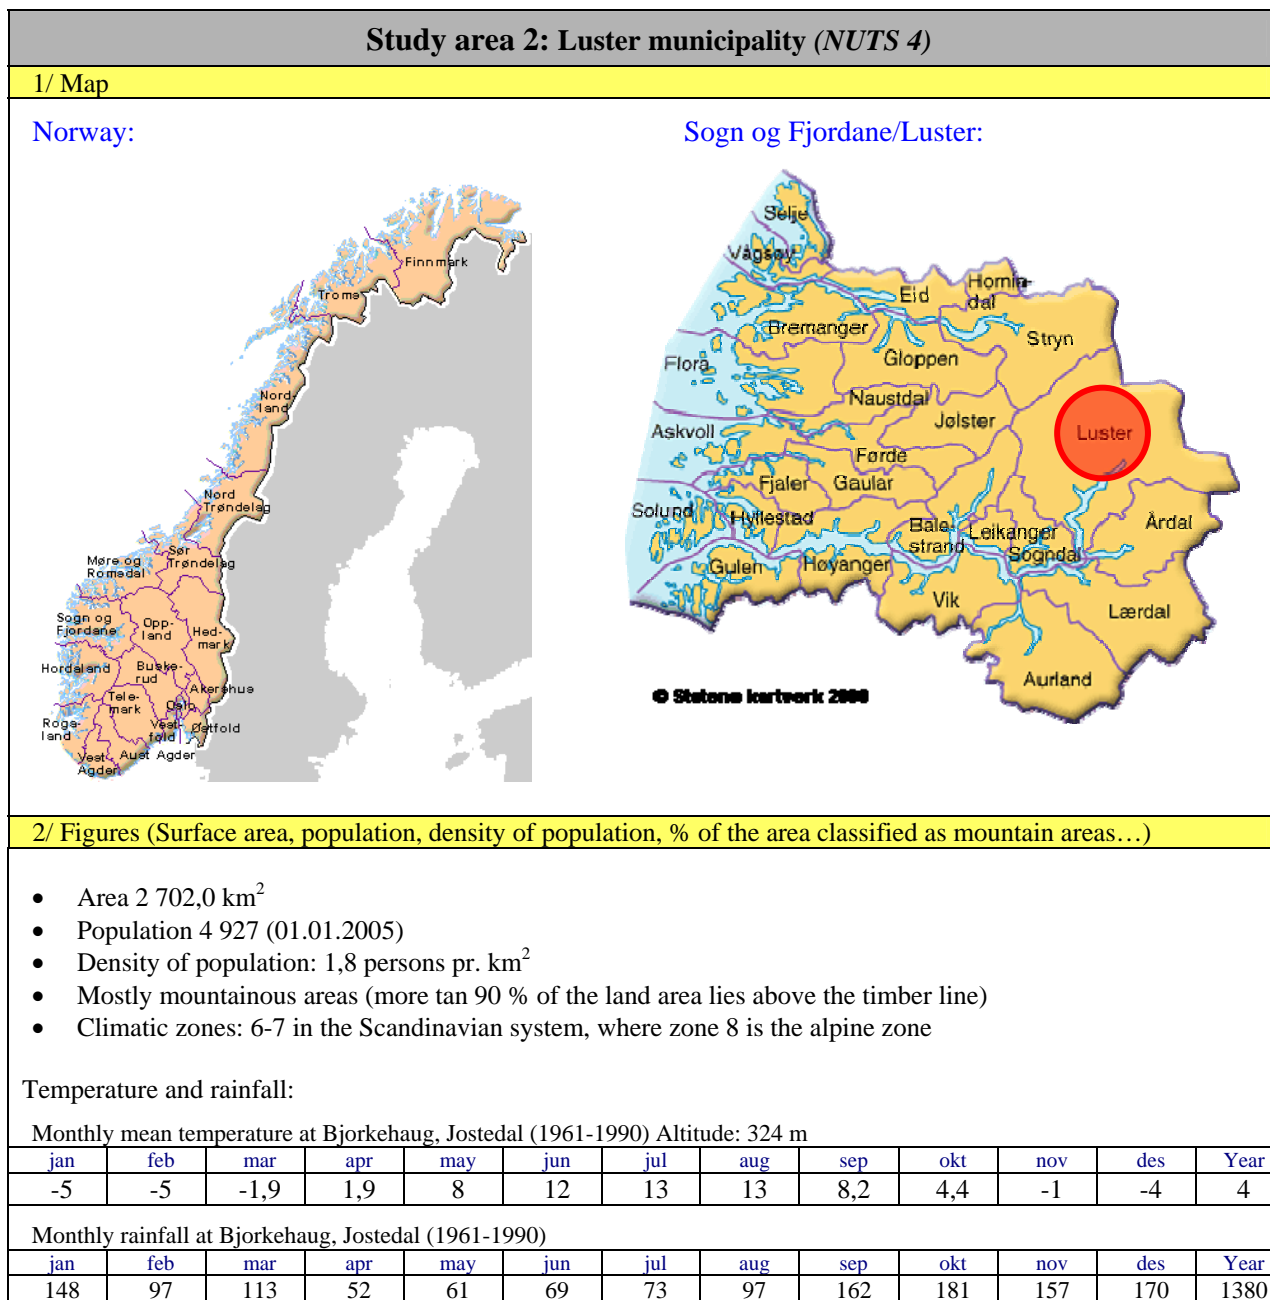 Study area 2: Luster municipality (NUTS 4)
1/ Map
Norway:
Sogn og Fjordane/Luster:
Finnmark
Troms
Nord-
land
Nord
Trøndelag
Sør
Trøndelag
Møre og
Romsdal
Sogn og
Fjordane
Opp-
land
Hed-
mark
Hordaland
Buske-
rud
Akershus
Oslo
Tele-
mark
Roga-
land
Vest-
fold
Østfold
Vest
Agder
Aust Agder
Selje
Vågsøy
Eid
Hornin-
dal
Bremanger
Stryn
Gloppen
Flora
Naustdal
Jølster
Luster
Askvoll
Førde
Fjaler
Gaular
Solund
Hyllestad
Bale-
strand
Leikanger
Sogndal
Årdal
Gulen
Høyanger
Vik
Lærdal
Aurland
© Statens kartverk 2000
2/ Figures (Surface area, population, density of population, % of the area classified as mountain areas…)
• Area 2 702,0 km²
• Population 4 927 (01.01.2005)
• Density of population: 1,8 persons pr. km²
• Mostly mountainous areas (more tan 90 % of the land area lies above the timber line)
• Climatic zones: 6-7 in the Scandinavian system, where zone 8 is the alpine zone
Temperature and rainfall:
Monthly mean temperature at Bjorkehaug, Jostedal (1961-1990) Altitude: 324 m
jan feb mar apr may jun jul aug sep okt nov des Year
-5 -5 -1,9 1,9 8 12 13 13 8,2 4,4 -1 -4 4
Monthly rainfall at Bjorkehaug, Jostedal (1961-1990)
jan feb mar apr may jun jul aug sep okt nov des Year
148 97 113 52 61 69 73 97 162 181 157 170 1380